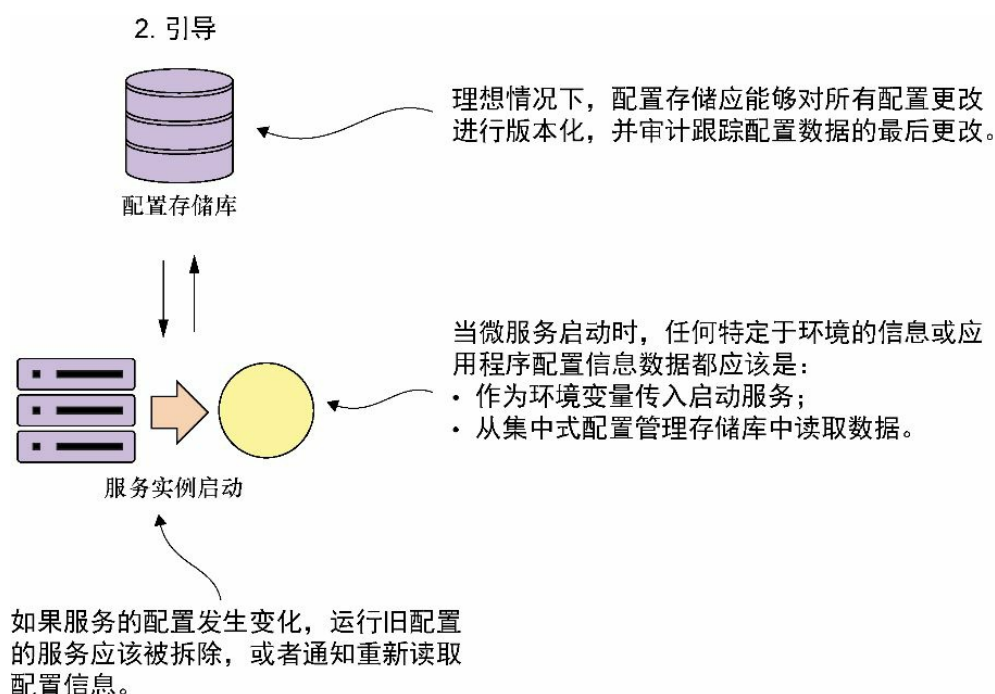 2. 引导
理想情况下，配置存储应能够对所有配置更改
进行版本化，并审计跟踪配置数据的最后更改。
配置存储库
当微服务启动时，任何特定于环境的信息或应
用程序配置信息数据都应该是：
• 作为环境变量传入启动服务；
• 从集中式配置管理存储库中读取数据。
服务实例启动
如果服务的配置发生变化，运行旧配置
的服务应该被拆除，或者通知重新读取
配置信息。